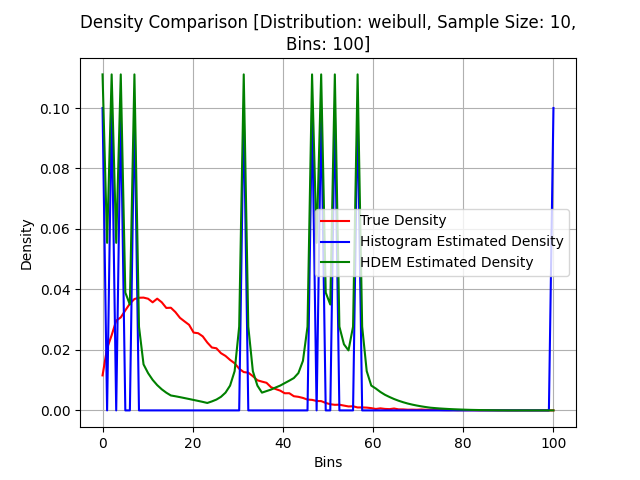 Density Comparison [Distribution: weibull, Sample Size: 10,
Bins: 100]
Density
0.10
0.08
0.06
0.04
0.02
0.00
True Density
Histogram Estimated Density
HDEM Estimated Density
0 20 40 60 80 100
Bins